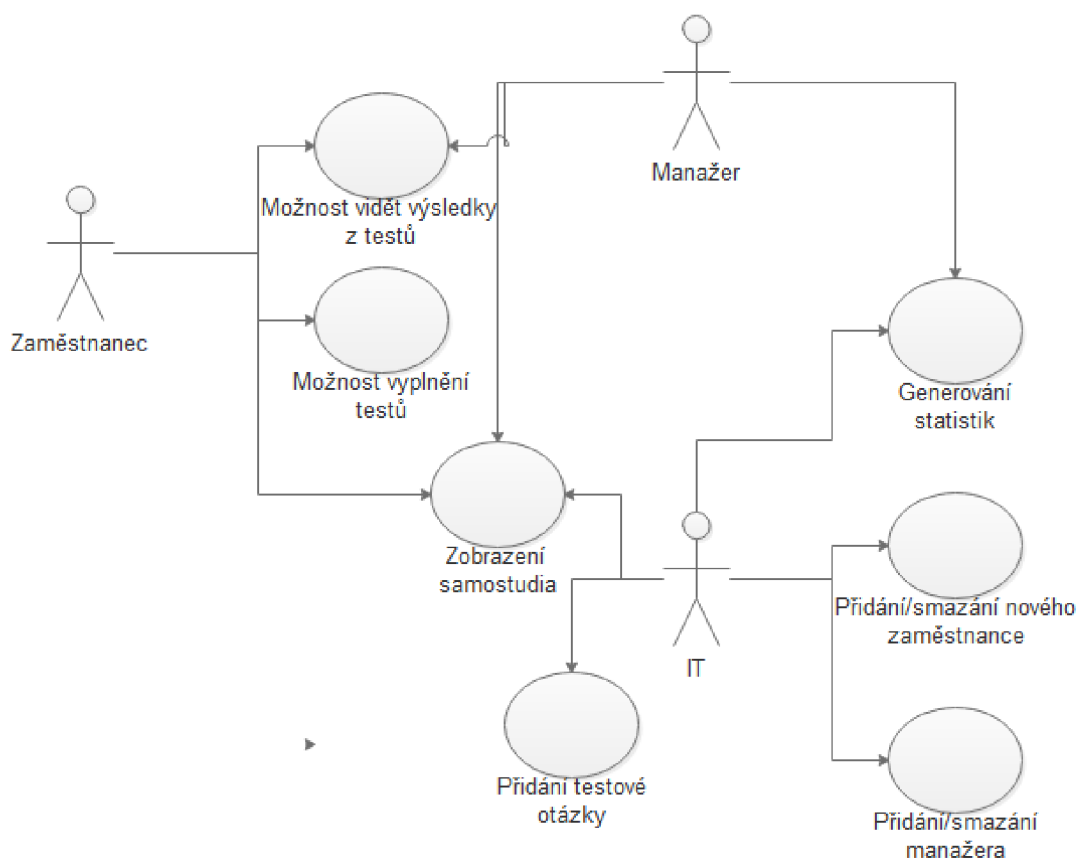 Manažer
Možnost vidět výsledky
z testů
Zaměstnanec
Možnost vyplnění
testů
Generování
statistik
Zobrazení
samostudia
Přidání/smazání nového
zaměstnance
IT
Přidání testové
otázky
Přidání/smazání
manažera